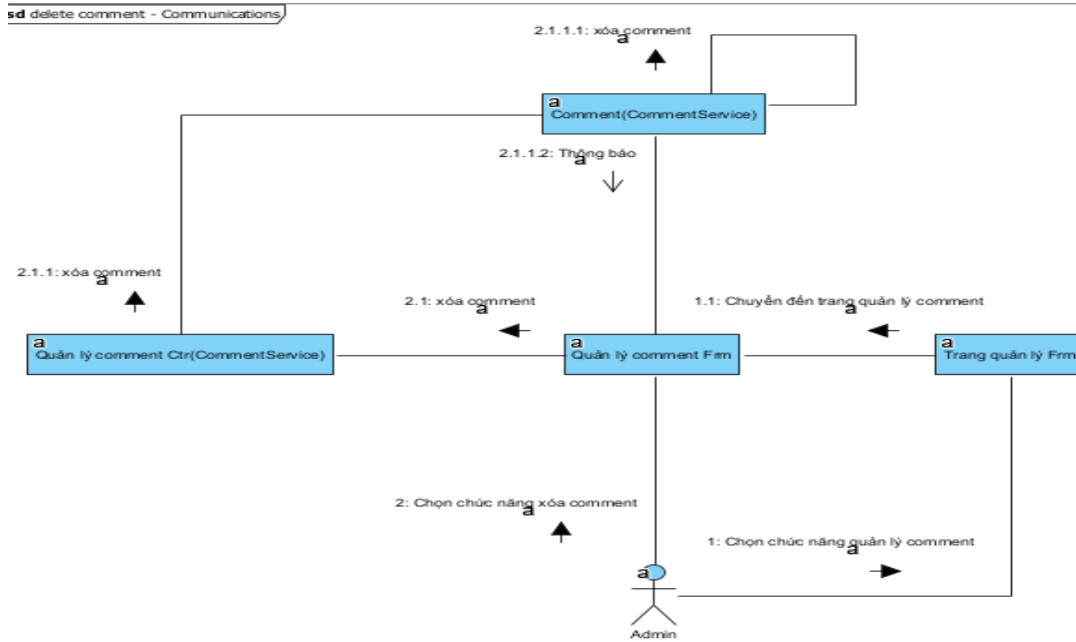 sd delete comment - Communications
2.1.1.1: xóa comment
a
a
Comment(CommentService)
2.1.1.2: Thông báo
a
2.1.1: xóa comment
a
2.1: xóa comment
a
1.1: Chuyển đến trang quản lý comment
a
a
Quản lý comment Ctr(CommentService)
a
Quản lý comment Frm
a
Trang quản lý Frm
2: Chọn chức năng xóa comment
a
1: Chọn chức năng quản lý comment
a
a
Admin